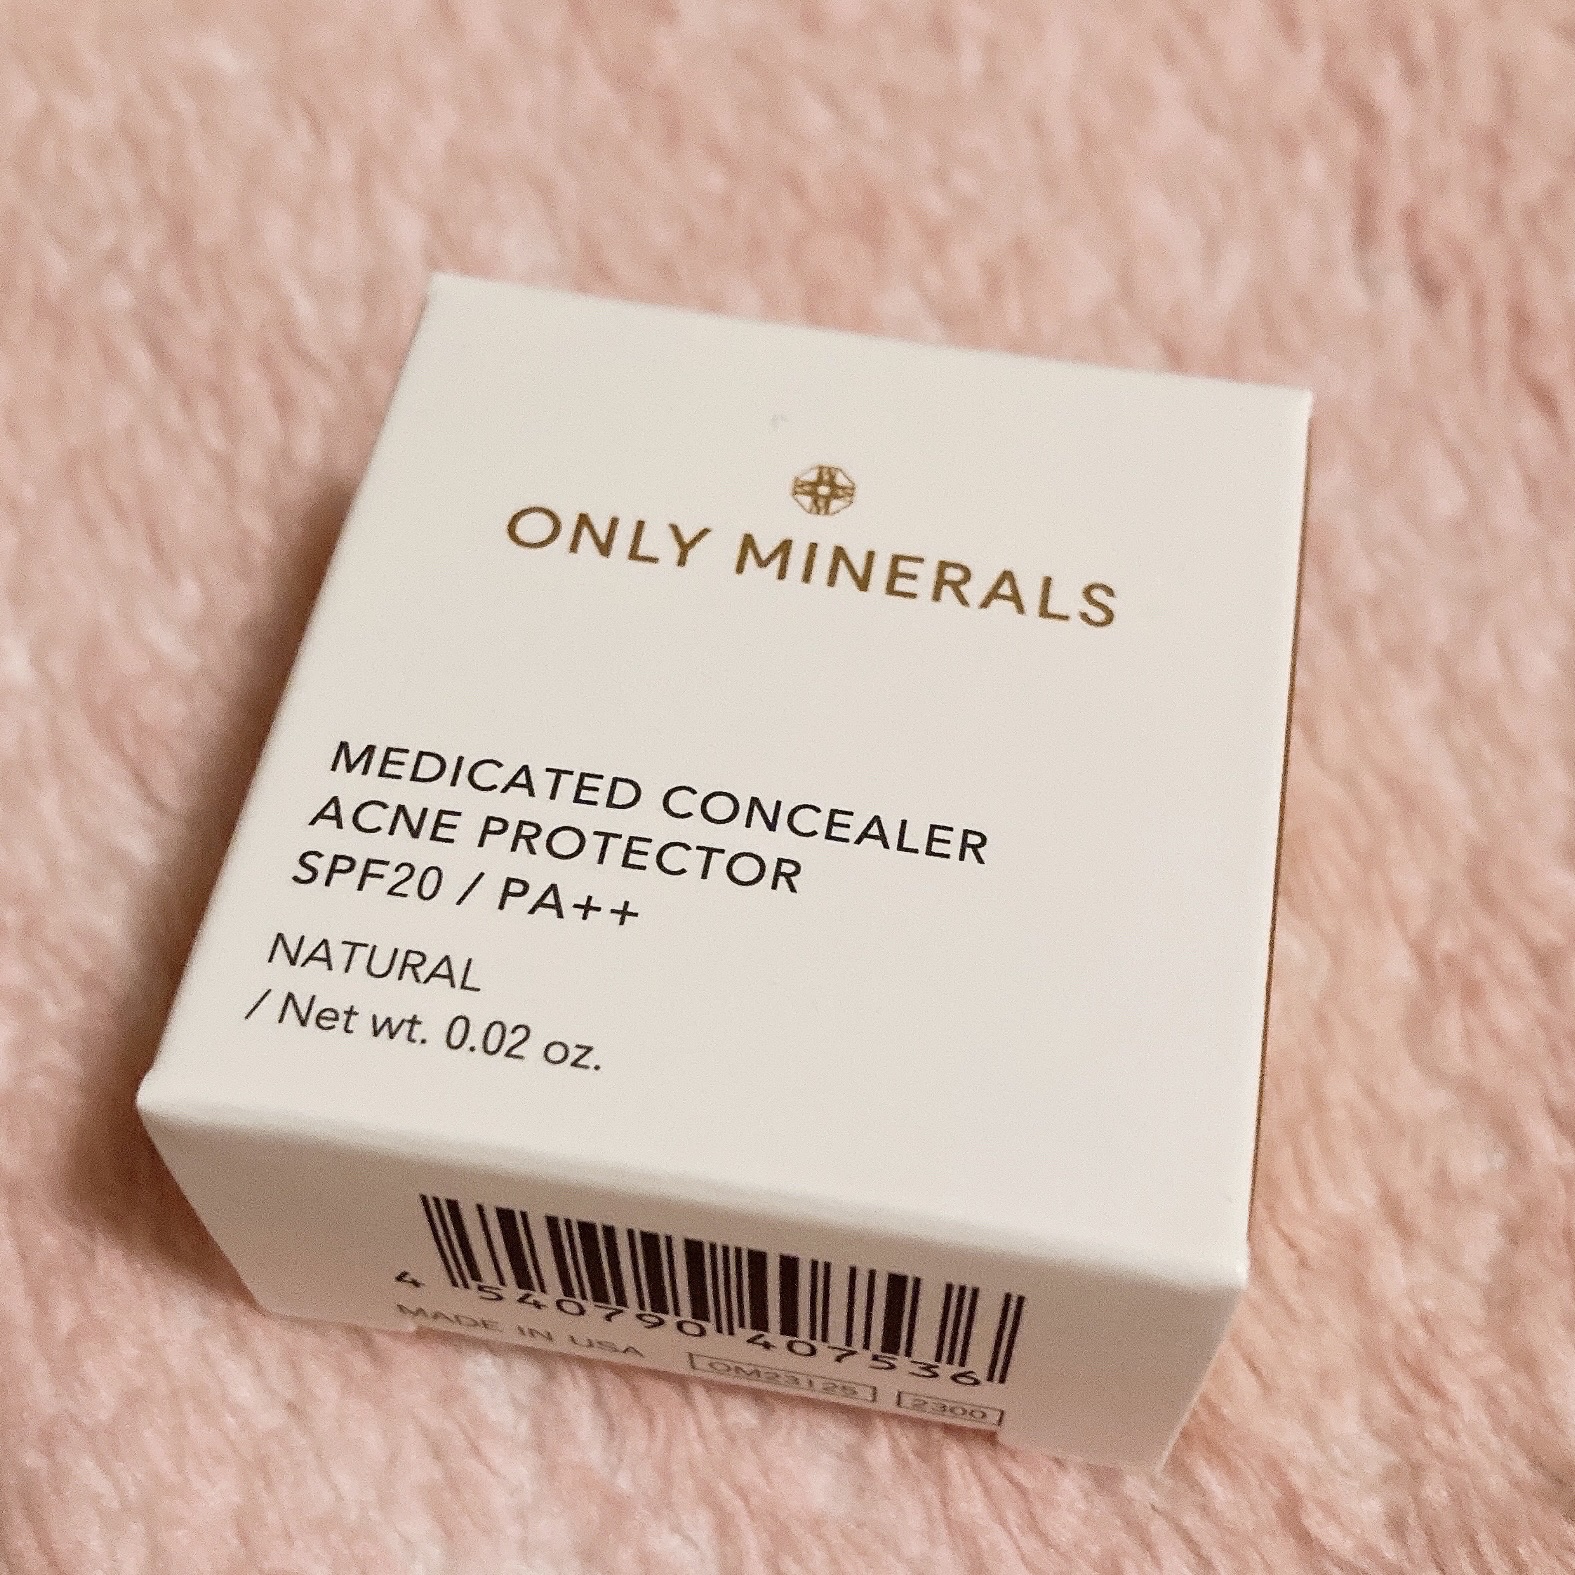 ONLY MINERALS
MEDICATED CONCEALER
ACNE PROTECTOR
SPF20 / PA++
NATURAL
/ Net wt. 0.02 oz.
4 540790 407536
MADE IN USA OM23125 2300